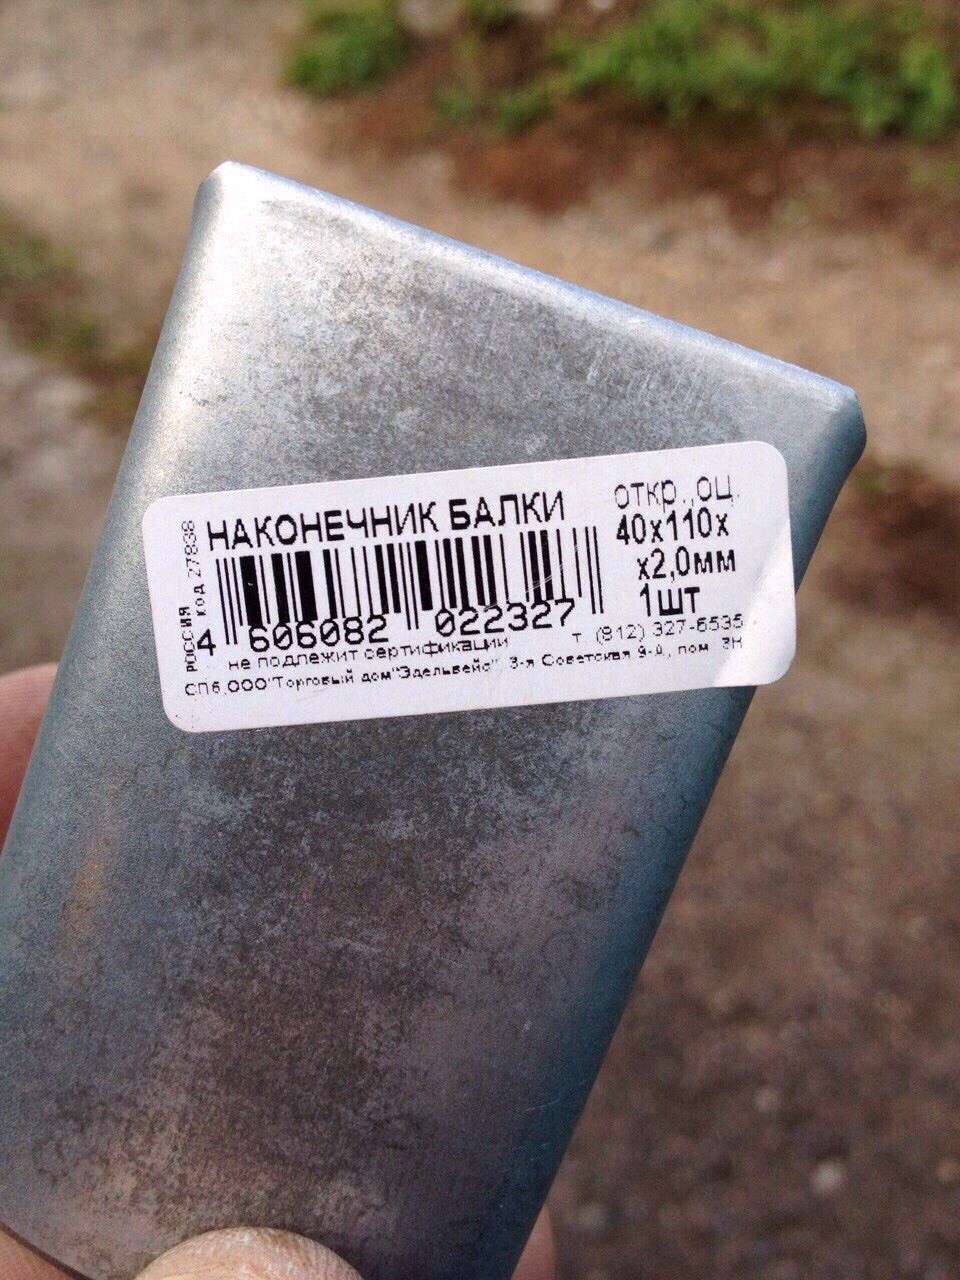 НАКОНЕЧНИК БАЛКИ
откр.,оц.
40х110х
х2,0мм
1шт
РОССИЯ
код 27838
4 606082 022327
не подлежит сертификации
т. (812) 327-6535
СПб,ООО"Торговый дом"Эдельвейс", 3-я Советская 9-А, пом. 3Н